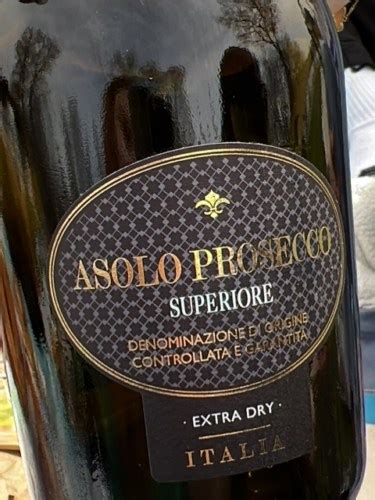 ASOLO PROSECCO
SUPERIORE
DENOMINAZIONE DI ORIGINE
CONTROLLATA E GARANTITA
· EXTRA DRY ·
ITALIA